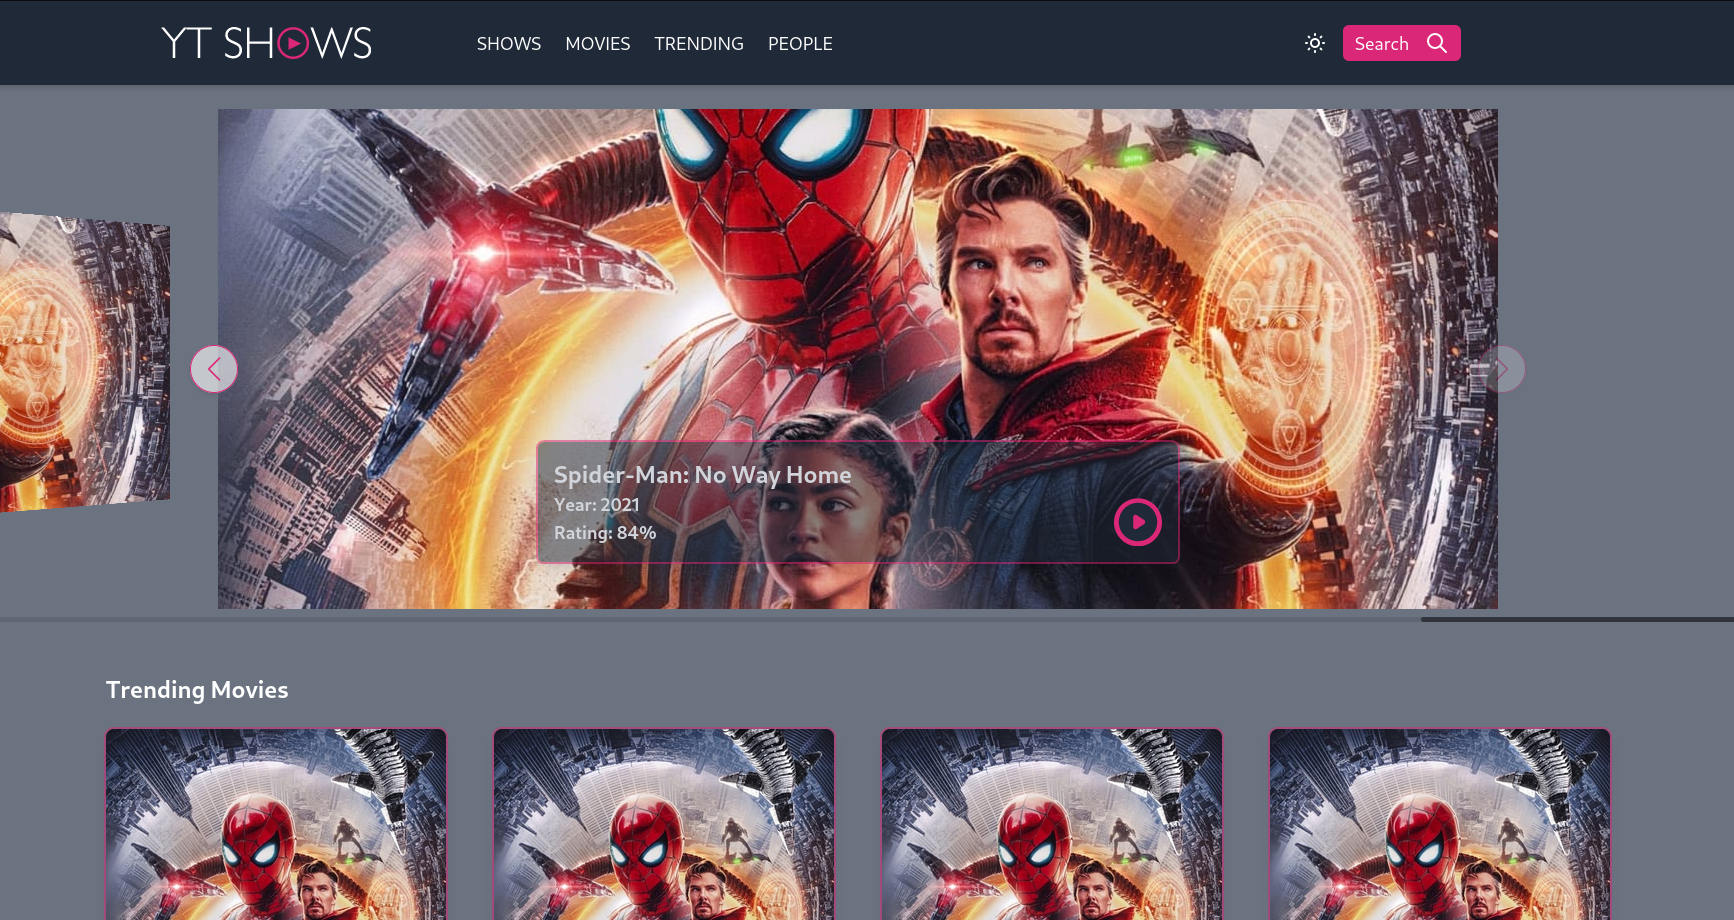 YT SHOWS
SHOWS MOVIES TRENDING PEOPLE
Search
Spider-Man: No Way Home
Year: 2021
Rating: 84%
Trending Movies